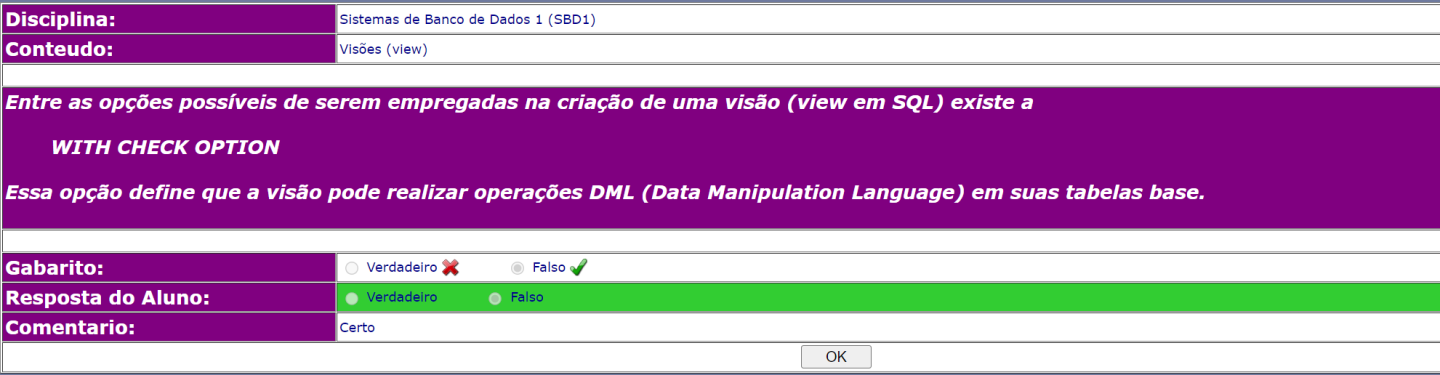 Disciplina: Sistemas de Banco de Dados 1 (SBD1)
Conteudo: Visões (view)
Entre as opções possíveis de serem empregadas na criação de uma visão (view em SQL) existe a
WITH CHECK OPTION
Essa opção define que a visão pode realizar operações DML (Data Manipulation Language) em suas tabelas base.
Gabarito: Verdadeiro Falso
Resposta do Aluno: Verdadeiro Falso
Comentario: Certo
OK